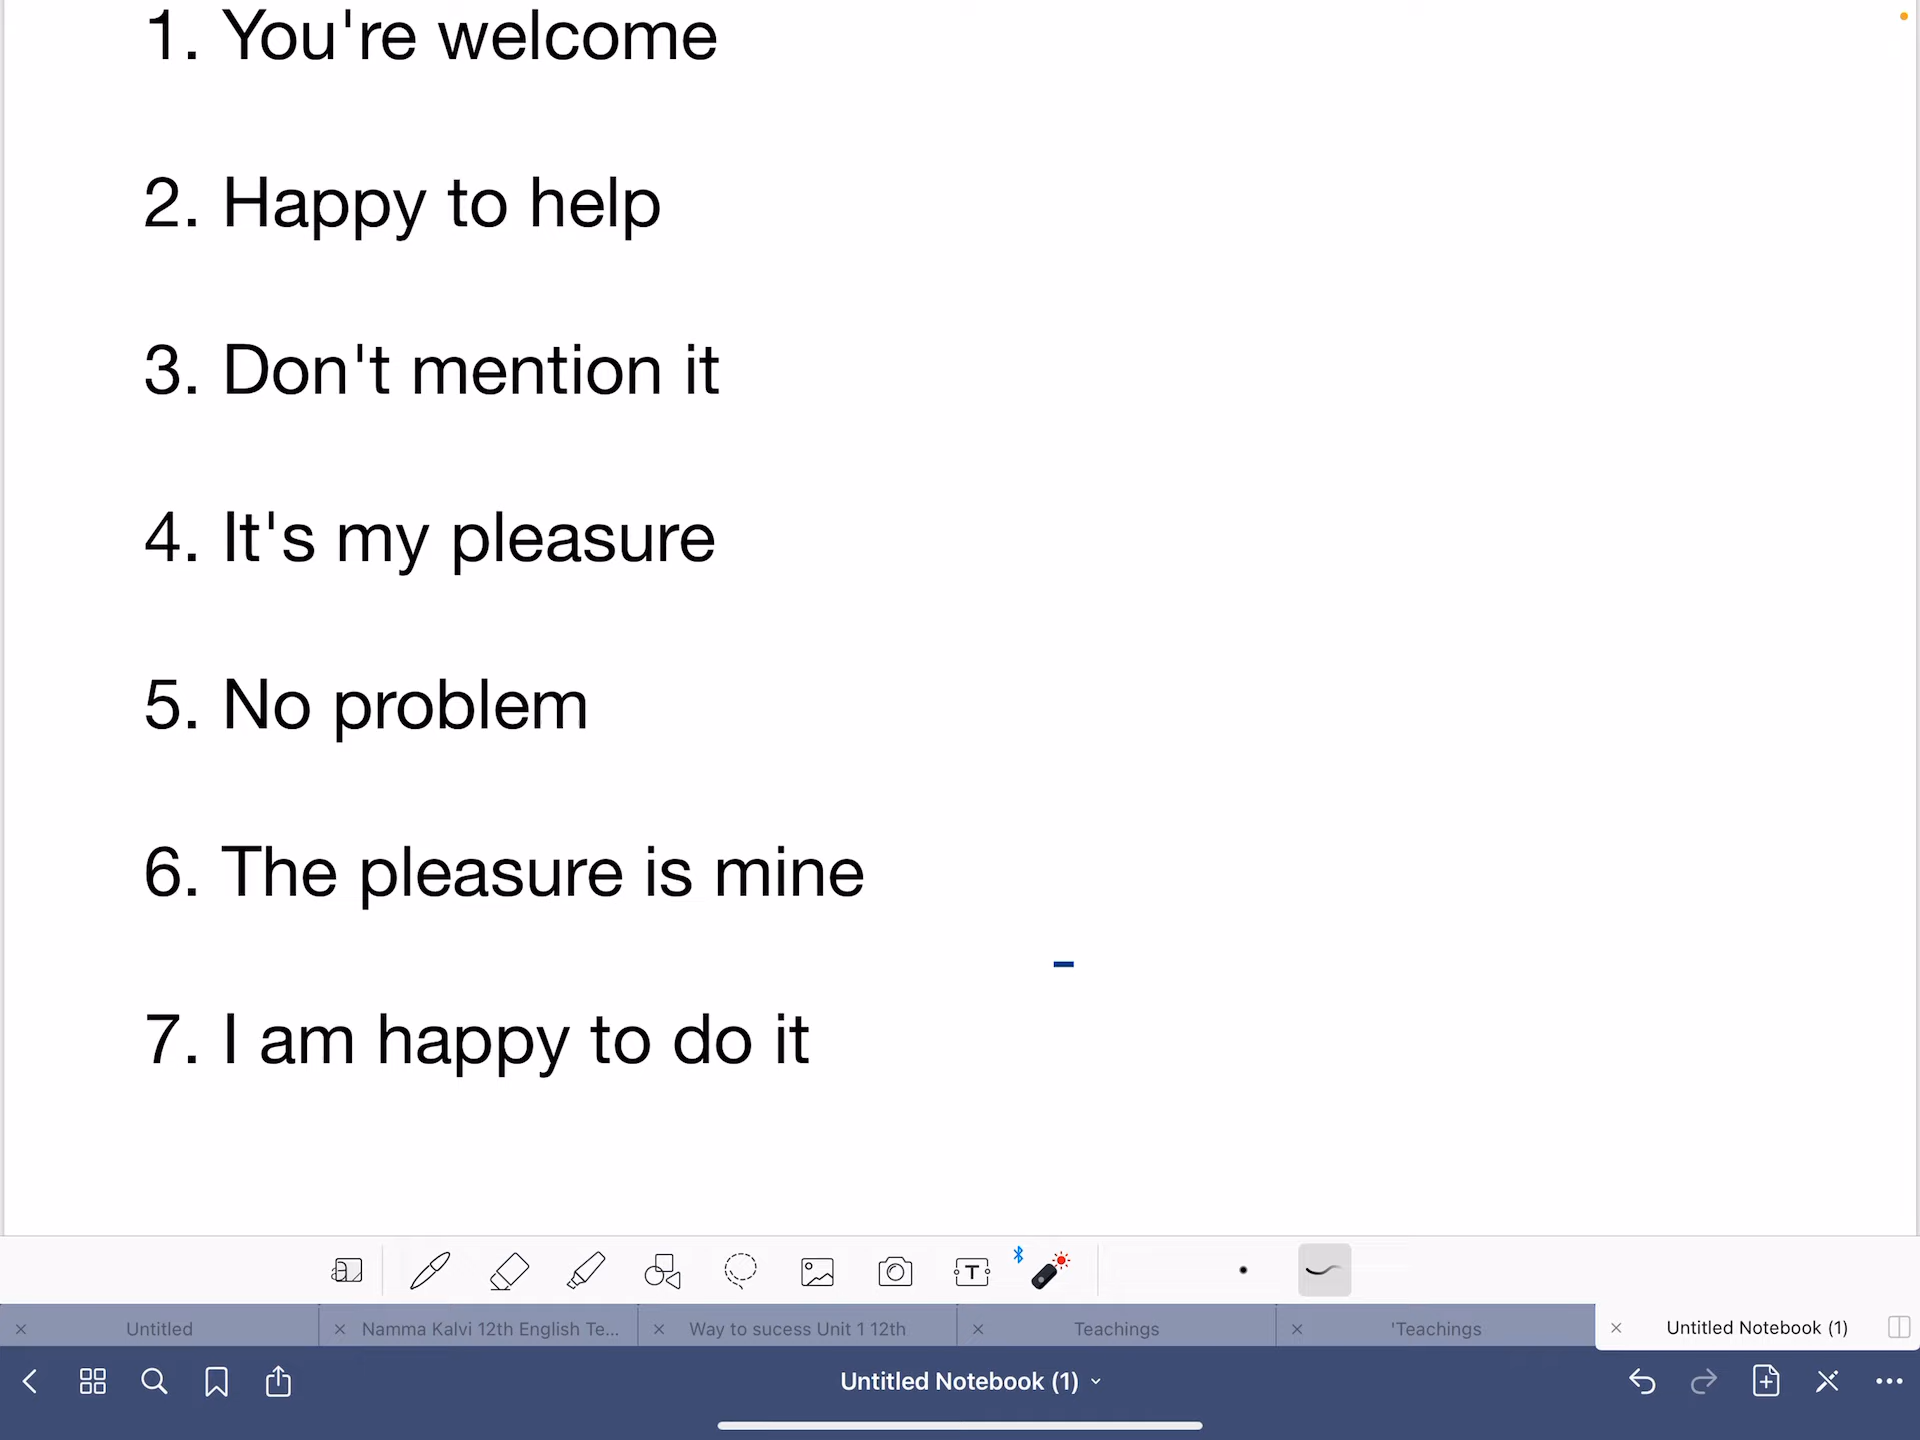 1. You're welcome
2. Happy to help
3. Don't mention it
4. It's my pleasure
5. No problem
6. The pleasure is mine
7. I am happy to do it
Untitled
Namma Kalvi 12th English Te...
Way to sucess Unit 1 12th
Teachings
'Teachings
Untitled Notebook (1)
Untitled Notebook (1)